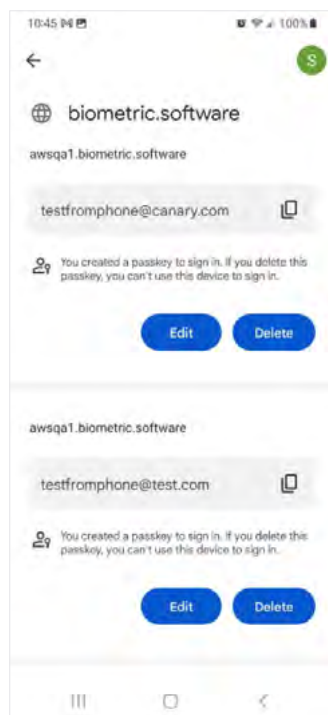 10:45
100%
S
biometric.software
awsqa1.biometric.software
testfromphone@canary.com
You created a passkey to sign in. If you delete this
passkey, you can't use this device to sign in.
Edit Delete
awsqa1.biometric.software
testfromphone@test.com
You created a passkey to sign in. If you delete this
passkey, you can't use this device to sign in.
Edit Delete